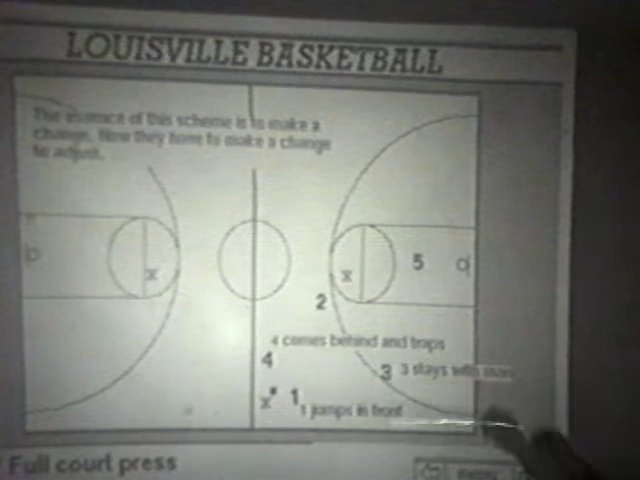 LOUISVILLE BASKETBALL
The essence of this scheme is to make a
change. Now they have to make a change
to adjust.
x
x
5
2
4 comes behind and traps
4
3 3 stays with man
x 1
1 jumps in front
Full court press